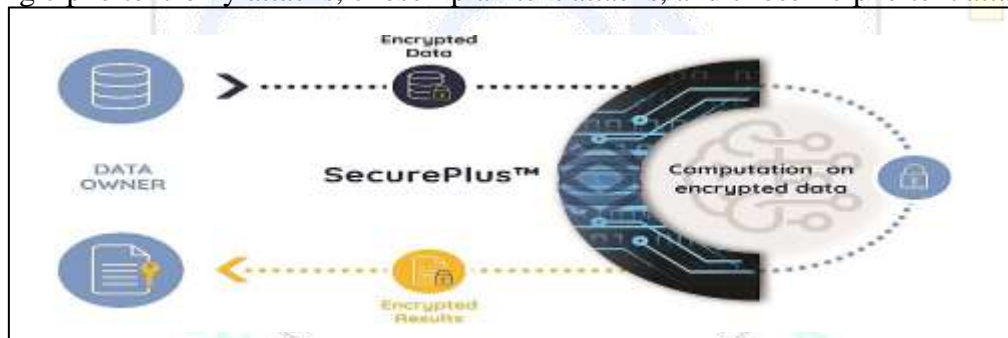 Encrypted
Data
DATA
OWNER
SecurePlus™
Computation on
encrypted data
Encrypted
Results